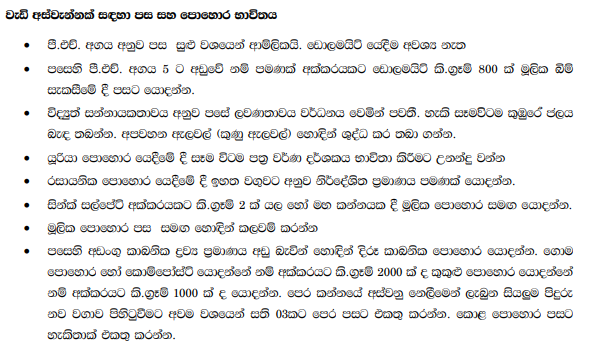 වැඩි අස්වැන්නක් සඳහා පස සහ පොහොර භාවිතය
• පී.එච්. අගය අනුව පස සුළු වශයෙන් ආම්ලිකයි. ඩොලමයිට් යෙදීම අවශ්‍ය නැත
• පසෙහි පී.එච්. අගය 5 ට අඩුවේ නම් පමණක් අක්කරයකට ඩොලමයිට් කි.ග්‍රෑම් 800 ක් මූලික බිම්
සැකසීමේ දී පසට යොදන්න.
• විද්‍යුත් සන්නායකතාවය අනුව පසේ ලවණතාවය වර්ධනය වෙමින් පවතී. හැකි සෑමවිටම කුඹුරේ ජලය
බැඳ තබන්න. අපවහන ඇලවල් (කුණු ඇලවල්) හොඳින් ශුද්ධ කර තබා ගන්න.
• යූරියා පොහොර යෙදීමේ දී සෑම විටම පත්‍ර වර්ණ දර්ශකය භාවිතා කිරීමට උනන්දු වන්න
• රසායනික පොහොර යෙදීමේ දී ඉහත වගුවට අනුව නිර්දේශිත ප්‍රමාණය පමණක් යොදන්න.
• සින්ක් සල්පේට් අක්කරයකට කි.ග්‍රෑම් 2 ක් යල හෝ මහ කන්නයක දී මූලික පොහොර සමඟ යොදන්න.
• මූලික පොහොර පස සමඟ හොඳින් කලවම් කරන්න
• පසෙහි අඩංගු කාබනික ද්‍රව්‍ය ප්‍රමාණය අඩු බැවින් හොඳින් දිරූ කාබනික පොහොර යොදන්න. ගොම
පොහොර හෝ කොම්පෝස්ට් යොදන්නේ නම් අක්කරයට කි.ග්‍රෑම් 2000 ක් ද කුකුළු පොහොර යොදන්නේ
නම් අක්කරයට කි.ග්‍රෑම් 1000 ක් ද යොදන්න. පෙර කන්නයේ අස්වනු නෙලීමෙන් ලැබුන සියලුම පිදුරු
නව වගාව පිහිටුවීමට අවම වශයෙන් සති 03කට පෙර පසට එකතු කරන්න. කොළ පොහොර පසට
හැකිතාක් එකතු කරන්න.